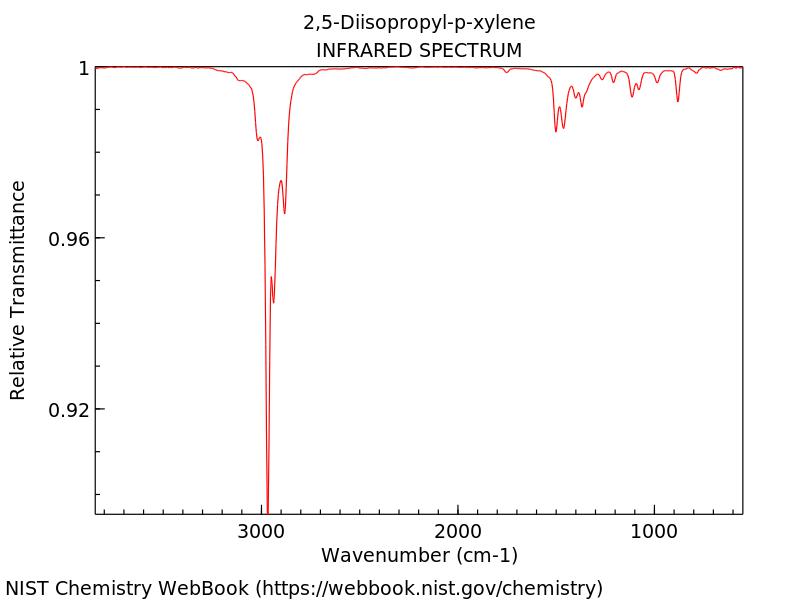 2,5-Diisopropyl-p-xylene
INFRARED SPECTRUM
1
0.96
0.92
Relative Transmittance
3000 2000 1000
Wavenumber (cm-1)
NIST Chemistry WebBook (https://webbook.nist.gov/chemistry)